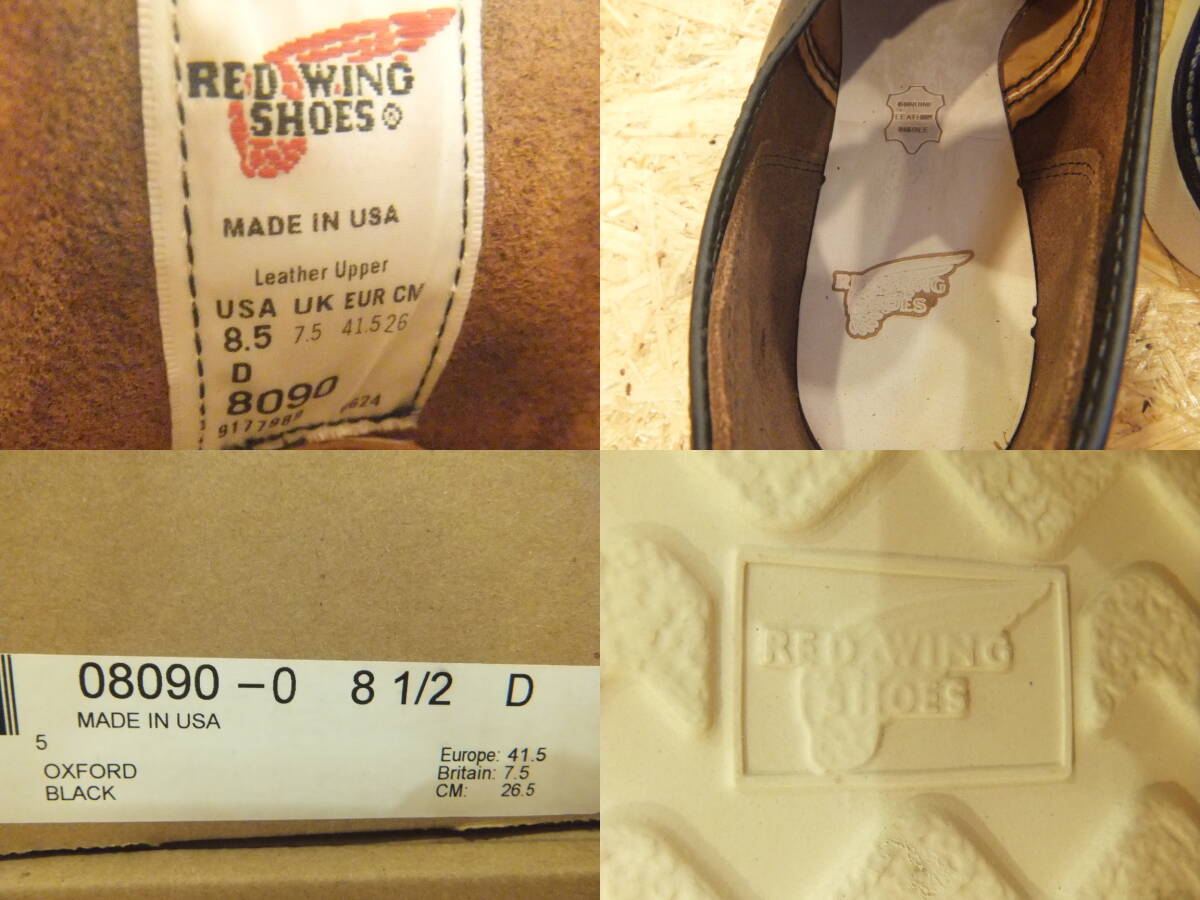 RED WING
SHOES®
MADE IN USA
Leather Upper
USA UK EUR CM
8.5 7.5 41.5 26
D
8090
GENUINE
LEATHER
RED WING
SHOES
08090 -0 8 1/2 D
MADE IN USA
5
OXFORD
BLACK
Europe: 41.5
Britain: 7.5
CM: 26.5
RED WING
SHOES